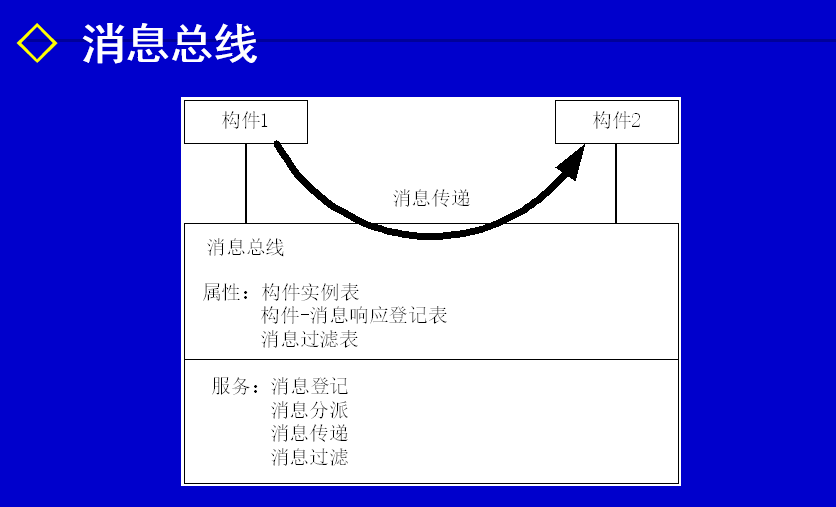 消息总线
构件1
构件2
消息传递
消息总线
属性：构件实例表
构件-消息响应登记表
消息过滤表
服务：消息登记
消息分派
消息传递
消息过滤